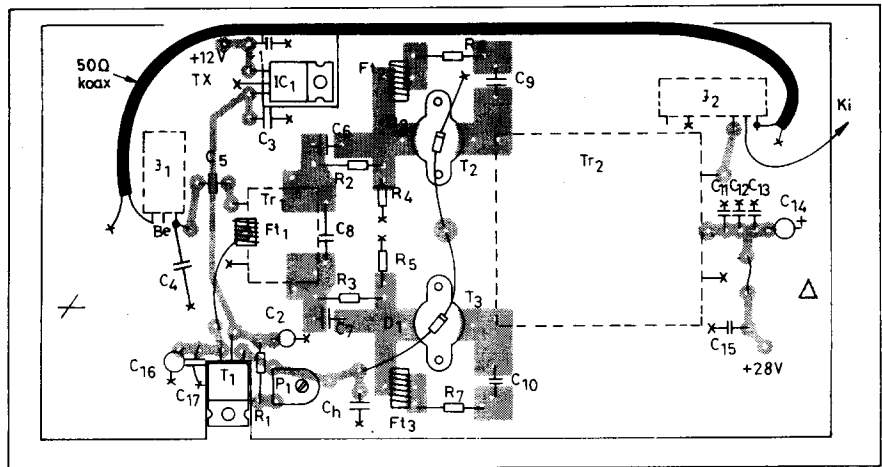 50Ω
koax
+12V
TX
IC₁
C₃
Ft₂
C₉
J₂
Ki
J₁
C₅
C₆
R₂
T₂
Tr₂
Tr₁
R₄
Be
Ft₁
C₈
C₁₁ C₁₂ C₁₃
C₁₄
+
R₅
C₄
R₃
T₃
C₂
C₇
D₁
C₁₅
+28V
C₁₆
T₁
P₁
C₁₇
R₁
Cₕ
C₁₀
Ft₃
R₇